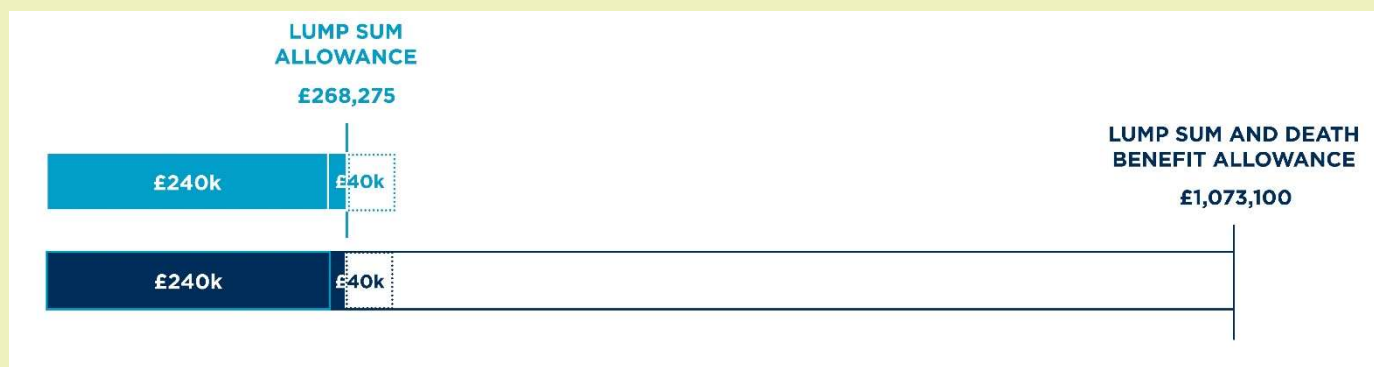 LUMP SUM
ALLOWANCE
£268,275
LUMP SUM AND DEATH
BENEFIT ALLOWANCE
£1,073,100
£240k
£40k
£240k
£40k